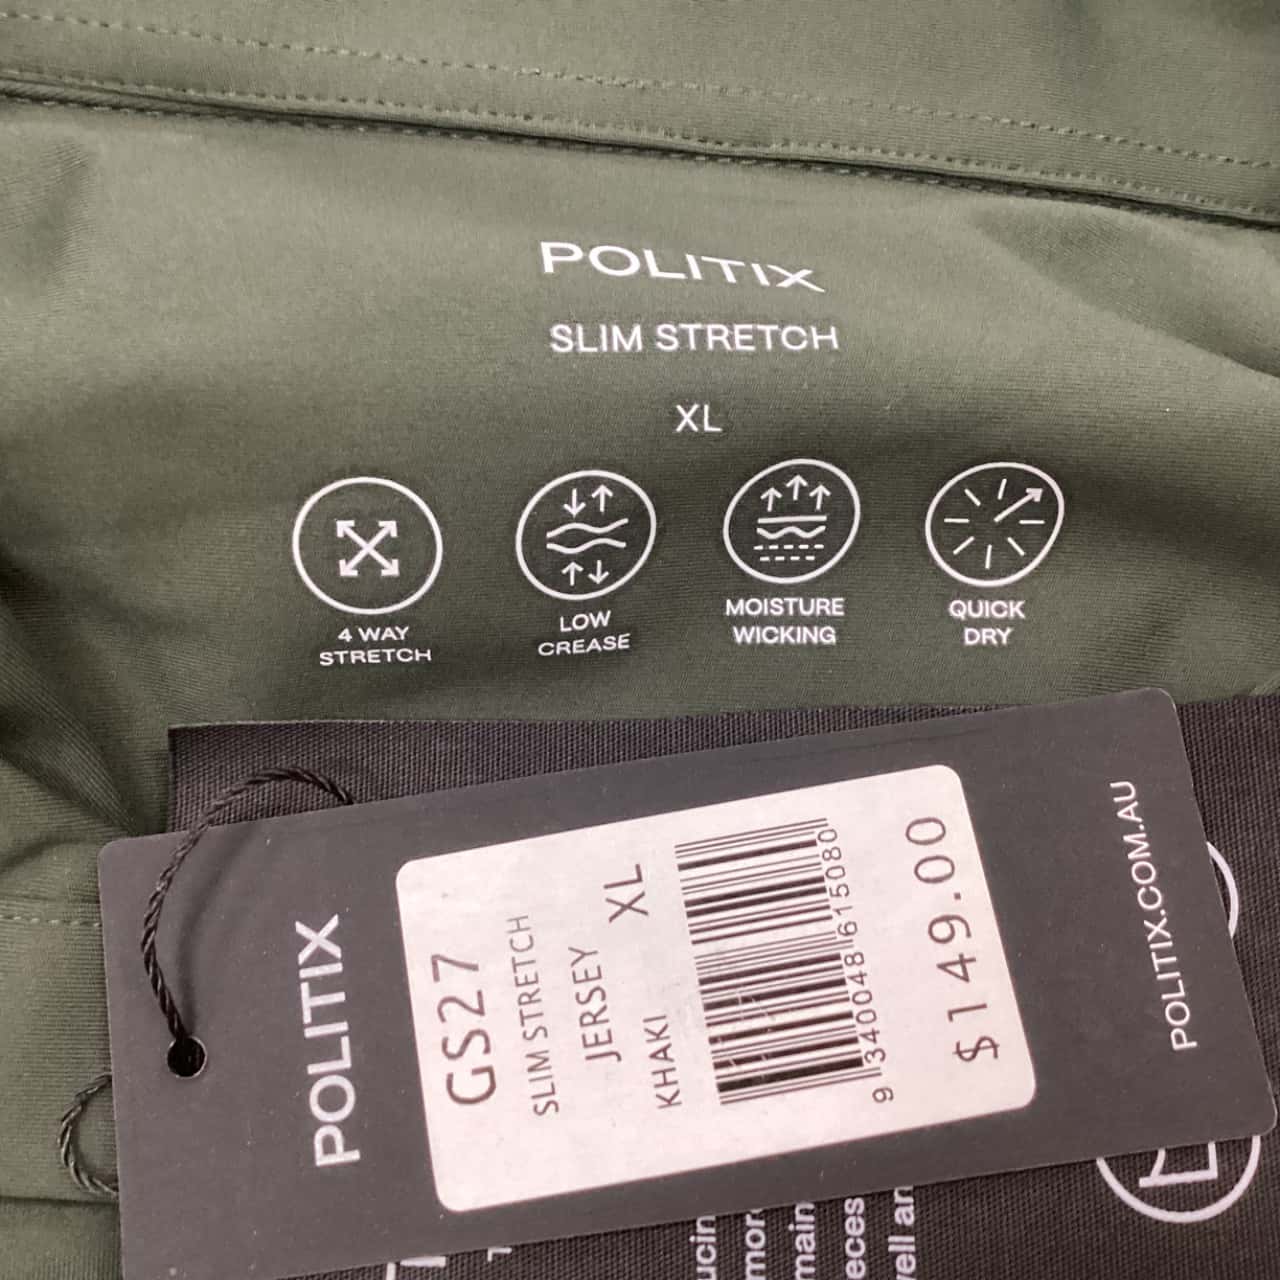 POLITIX
SLIM STRETCH
XL
4 WAY
STRETCH
LOW
CREASE
MOISTURE
WICKING
QUICK
DRY
POLITIX
GS27
SLIM STRETCH
JERSEY
XL
KHAKI
9 340048 615080
$149.00
POLITIX.COM.AU